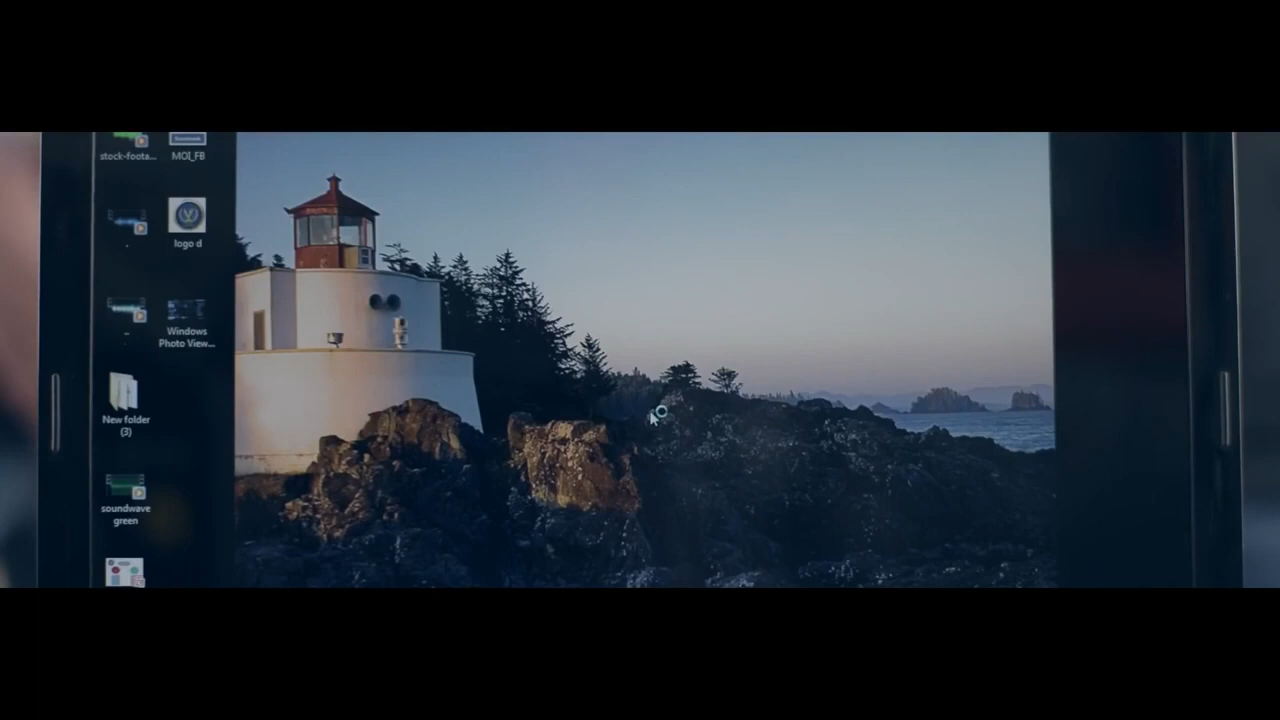 stock-foota...
MOI_FB
logo d
Windows
Photo View...
New folder
(3)
soundwave
green